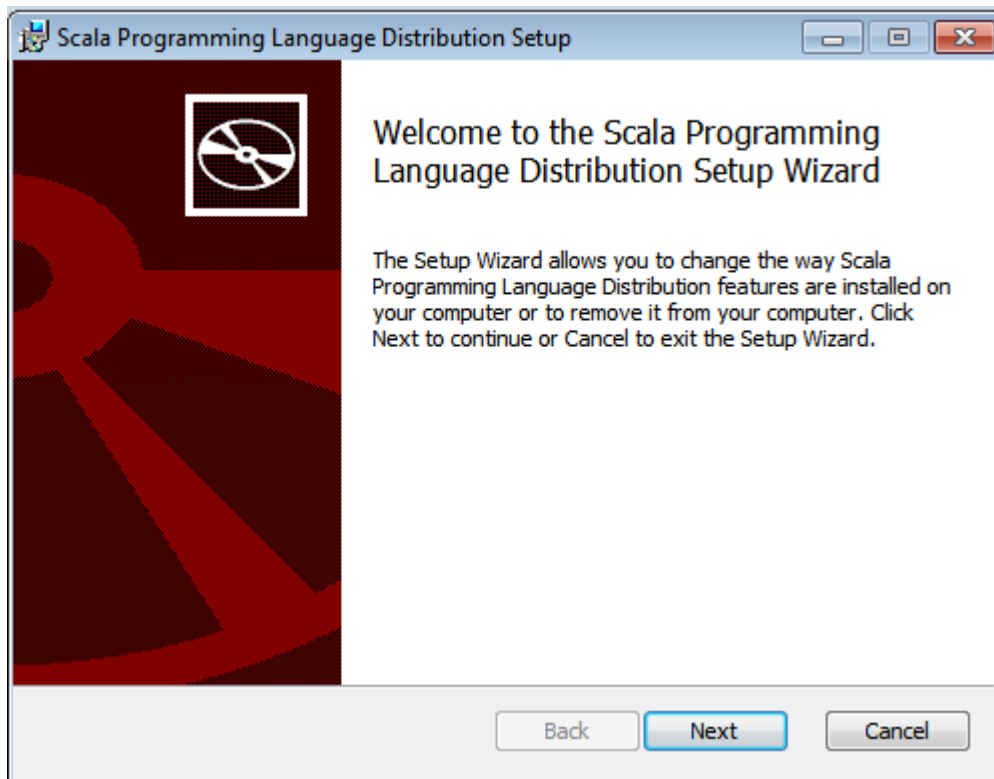 Scala Programming Language Distribution Setup
Welcome to the Scala Programming
Language Distribution Setup Wizard
The Setup Wizard allows you to change the way Scala
Programming Language Distribution features are installed on
your computer or to remove it from your computer. Click
Next to continue or Cancel to exit the Setup Wizard.
Back Next Cancel